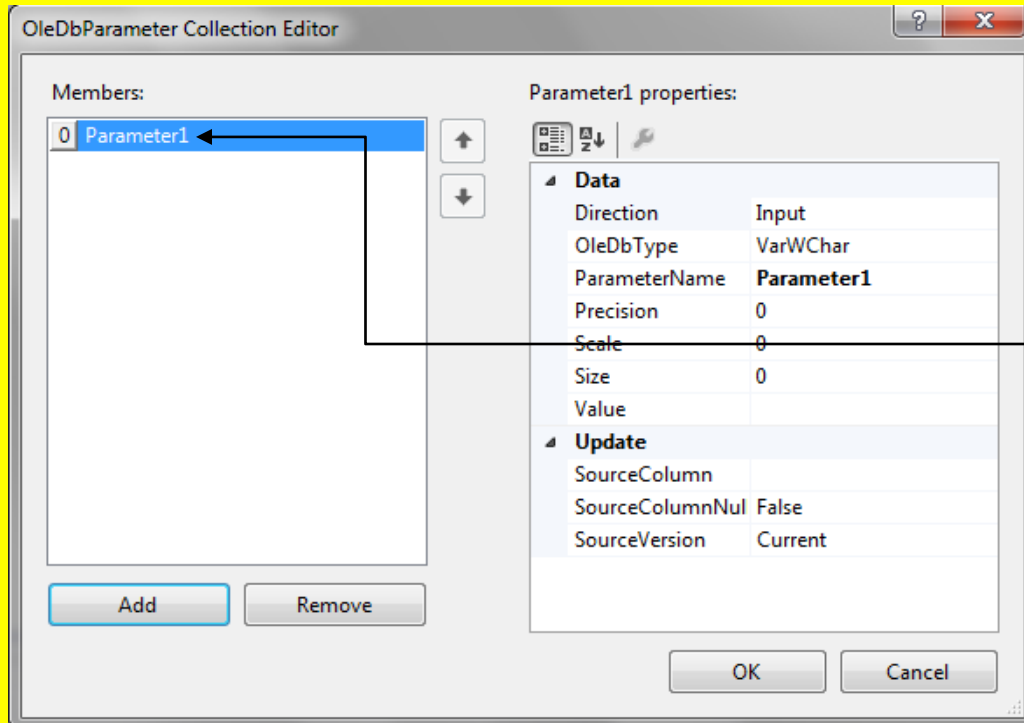 OleDbParameter Collection Editor
Members:
0 Parameter1
Add
Remove
Parameter1 properties:
Data
Direction Input
OleDbType VarWChar
ParameterName Parameter1
Precision 0
Scale 0
Size 0
Value
Update
SourceColumn
SourceColumnNul False
SourceVersion Current
OK
Cancel